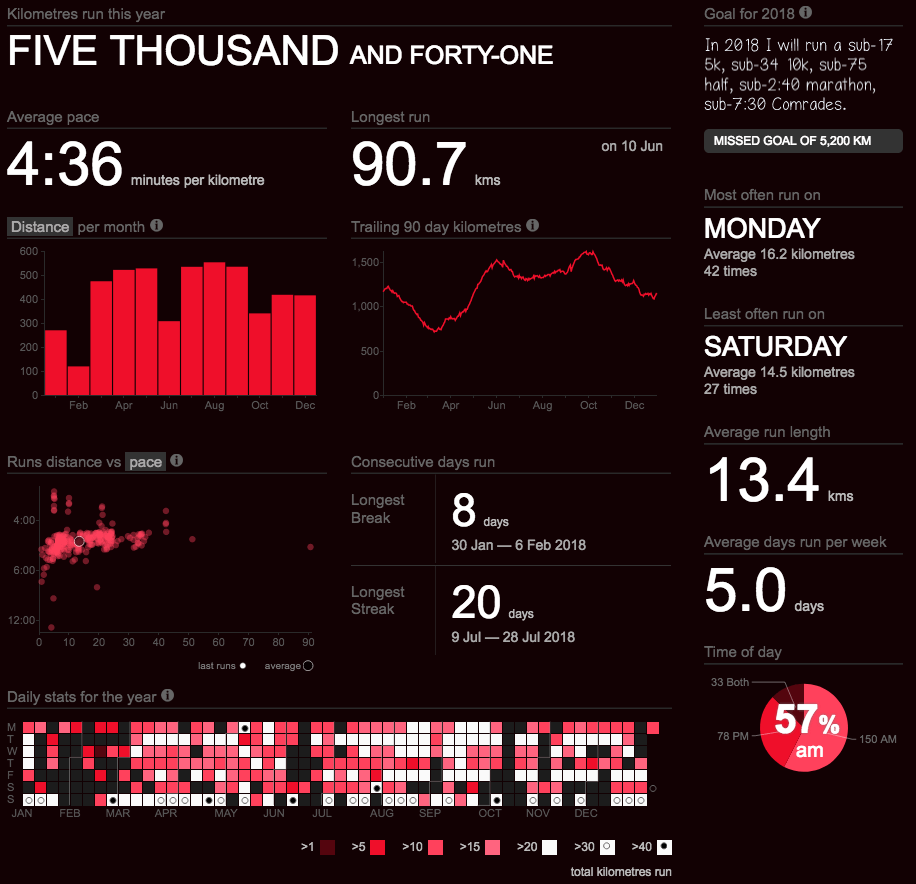 Kilometres run this year
FIVE THOUSAND AND FORTY-ONE
Average pace
4:36 minutes per kilometre
Longest run
on 10 Jun
90.7 kms
Distance per month
600
500
400
300
200
100
0
Feb Apr Jun Aug Oct Dec
Trailing 90 day kilometres
1,500
1,000
500
0
Feb Apr Jun Aug Oct Dec
Runs distance vs pace
4:00
6:00
12:00
0 10 20 30 40 50 60 70 80 90
last runs average
Consecutive days run
Longest
Break
8 days
30 Jan — 6 Feb 2018
Longest
Streak
20 days
9 Jul — 28 Jul 2018
Daily stats for the year
M
T
W
T
F
S
S
JAN FEB MAR APR MAY JUN JUL AUG SEP OCT NOV DEC
>1 >5 >10 >15 >20 >30 >40
total kilometres run
Goal for 2018
In 2018 I will run a sub-17
5k, sub-34 10k, sub-75
half, sub-2:40 marathon,
sub-7:30 Comrades.
MISSED GOAL OF 5,200 KM
Most often run on
MONDAY
Average 16.2 kilometres
42 times
Least often run on
SATURDAY
Average 14.5 kilometres
27 times
Average run length
13.4 kms
Average days run per week
5.0 days
Time of day
33 Both
57%
am
78 PM
150 AM